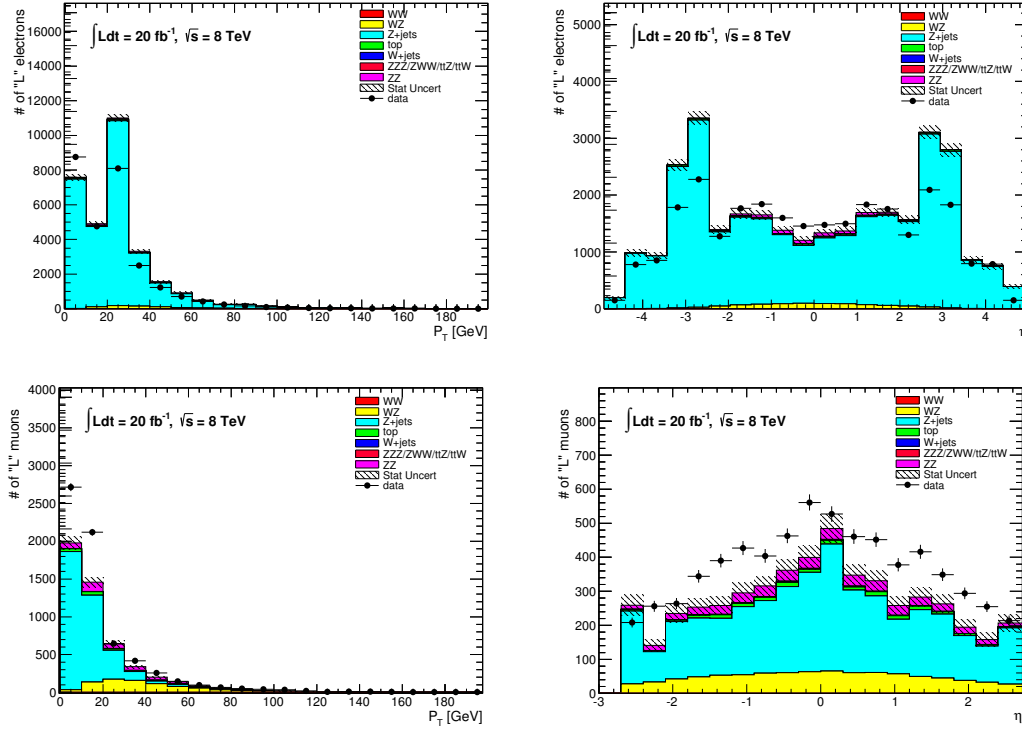 # of "L" electrons
16000
14000
12000
10000
8000
6000
4000
2000
0
∫Ldt = 20 fb⁻¹, √s = 8 TeV
WW
WZ
Z+jets
top
W+jets
ZZZ/ZWW/ttZ/ttW
ZZ
Stat Uncert
data
0 20 40 60 80 100 120 140 160 180
P_T [GeV]
# of "L" electrons
5000
4000
3000
2000
1000
0
∫Ldt = 20 fb⁻¹, √s = 8 TeV
WW
WZ
Z+jets
top
W+jets
ZZZ/ZWW/ttZ/ttW
ZZ
Stat Uncert
data
-4 -3 -2 -1 0 1 2 3 4
# of "L" muons
4000
3500
3000
2500
2000
1500
1000
500
0
∫Ldt = 20 fb⁻¹, √s = 8 TeV
WW
WZ
Z+jets
top
W+jets
ZZZ/ZWW/ttZ/ttW
ZZ
Stat Uncert
data
0 20 40 60 80 100 120 140 160 180
P_T [GeV]
# of "L" muons
800
700
600
500
400
300
200
100
0
∫Ldt = 20 fb⁻¹, √s = 8 TeV
WW
WZ
Z+jets
top
W+jets
ZZZ/ZWW/ttZ/ttW
ZZ
Stat Uncert
data
-3 -2 -1 0 1 2
η